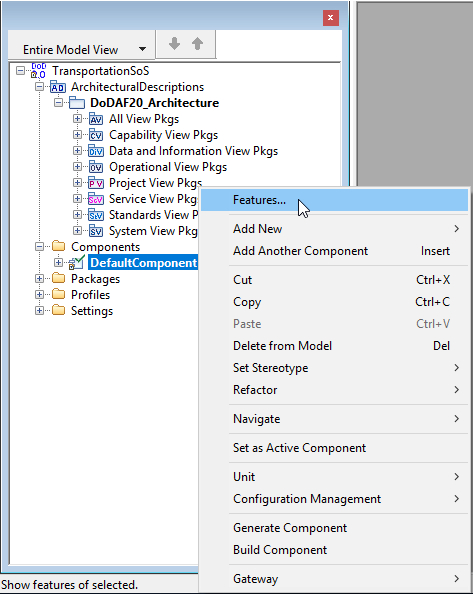 x
Entire Model View
DoD
2.0
TransportationSoS
AD ArchitecturalDescriptions
DoDAF20_Architecture
AV All View Pkgs
CV Capability View Pkgs
DIV Data and Information View Pkgs
OV Operational View Pkgs
PV Project View Pkgs
SvcV Service View Pkgs
StdV Standards View Pkg
SV System View Pkg
Components
DefaultComponent
Packages
Profiles
Settings
Features...
Add New
Add Another Component Insert
Cut Ctrl+X
Copy Ctrl+C
Paste Ctrl+V
Delete from Model Del
Set Stereotype
Refactor
Navigate
Set as Active Component
Unit
Configuration Management
Generate Component
Build Component
Gateway
Show features of selected.